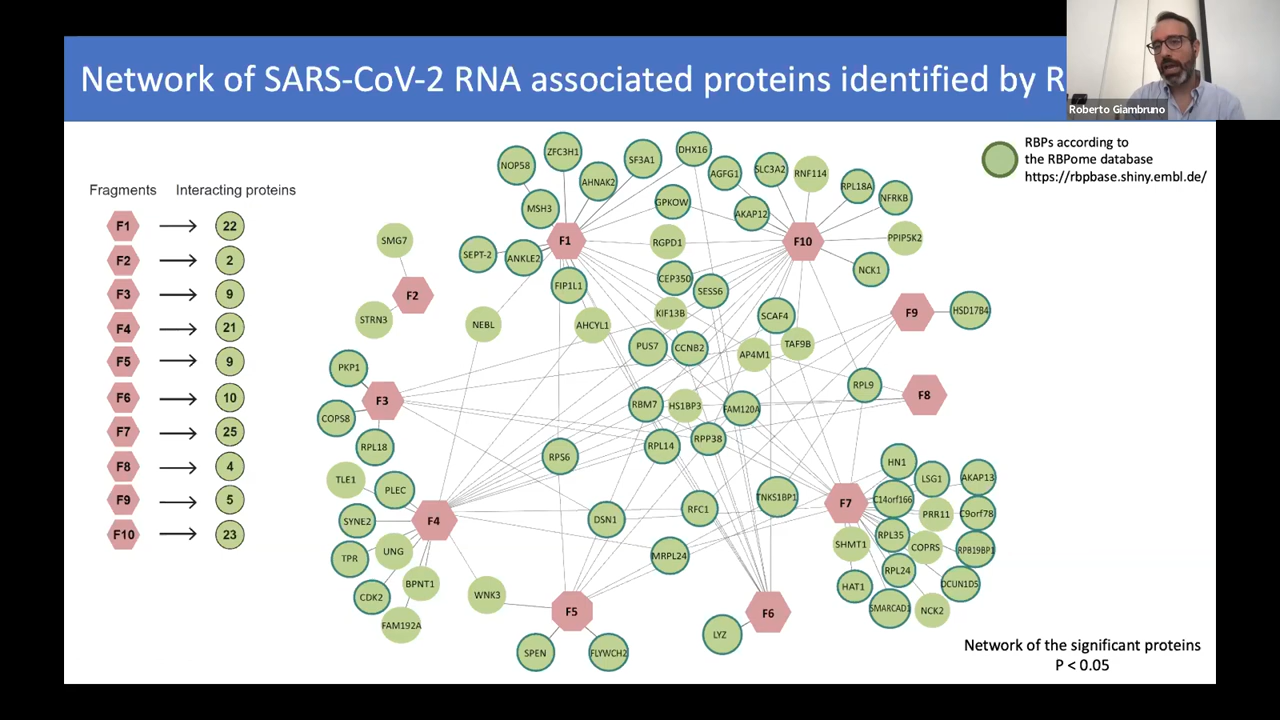 Network of SARS-CoV-2 RNA associated proteins identified by R
Roberto Giambruno
RBPs according to
the RBPome database
https://rbpbase.shiny.embl.de/
Fragments Interacting proteins
F1 22
F2 2
F3 9
F4 21
F5 9
F6 10
F7 25
F8 4
F9 5
F10 23
NOP58
ZFC3H1
AHNAK2
SF3A1
DHX16
AGFG1
SLC3A2
RNF114
RPL18A
NFRKB
MSH3
GPKOW
AKAP12
SMG7
SEPT-2
ANKLE2
F1
RGPD1
F10
PPIP5K2
NCK1
F2
FIP1L1
CEP350
SESS6
F9
HSD17B4
STRN3
NEBL
AHCYL1
KIF13B
SCAF4
PUS7
CCNB2
AP4M1
TAF9B
PKP1
F3
COPS8
RPL18
RBM7
HS1BP3
FAM120A
RPL9
F8
RPL14
RPP38
RPS6
TLE1
PLEC
SYNE2
F4
UNG
TPR
BPNT1
CDK2
FAM192A
WNK3
DSN1
RFC1
TNKS1BP1
MRPL24
F7
HN1
LSG1
AKAP13
C14orf166
PRR11
C9orf78
SHMT1
RPL35
COPRS
RPB19BP1
RPL24
HAT1
DCUN1D5
SMARCAD1
NCK2
F5
F6
SPEN
FLYWCH2
LYZ
Network of the significant proteins
P < 0.05